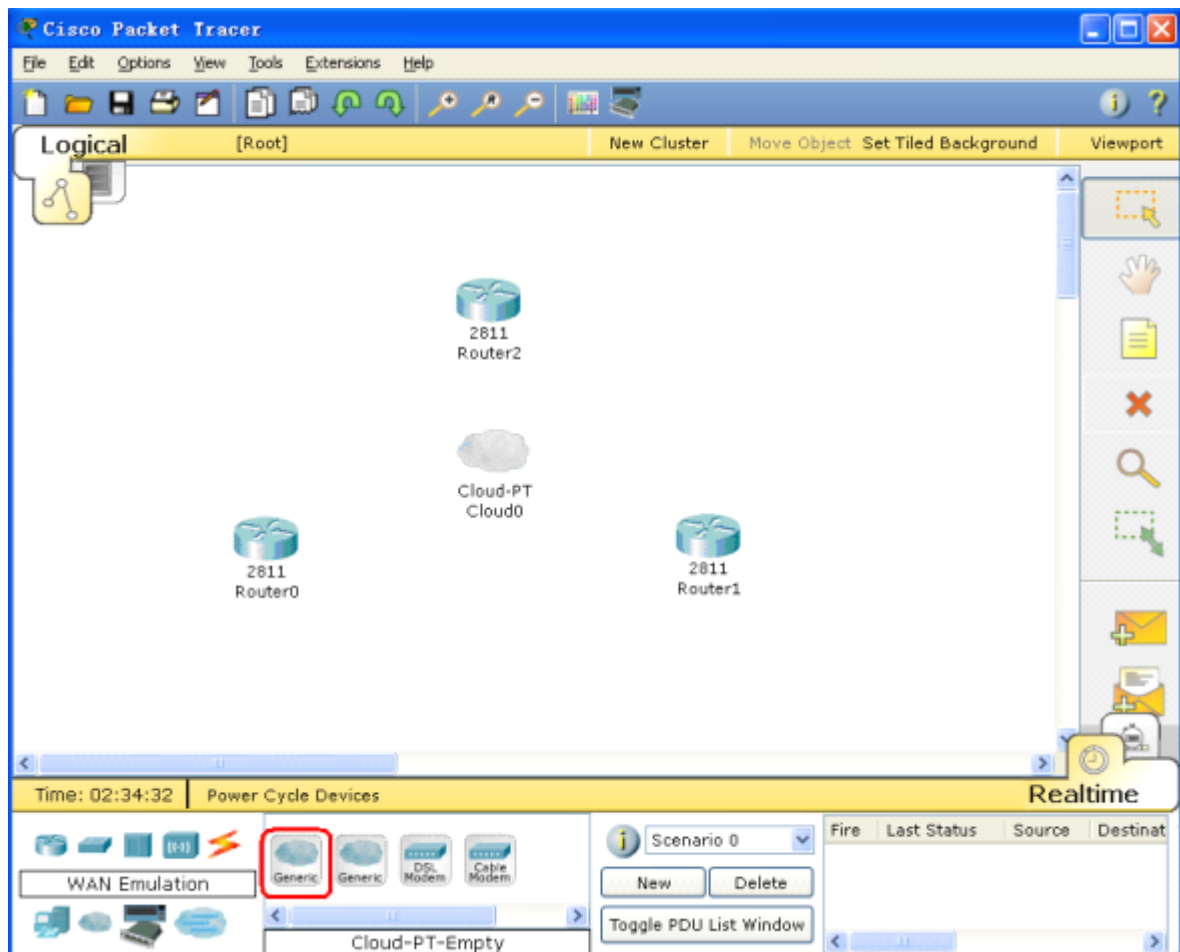 Cisco Packet Tracer
File Edit Options View Tools Extensions Help
Logical [Root] New Cluster Move Object Set Tiled Background Viewport
2811
Router2
Cloud-PT
Cloud0
2811
Router0
2811
Router1
Time: 02:34:32 Power Cycle Devices Realtime
Fire Last Status Source Destinat
Scenario 0
WAN Emulation
Generic Generic DSL Modem Cable Modem
New Delete
Toggle PDU List Window
Cloud-PT-Empty